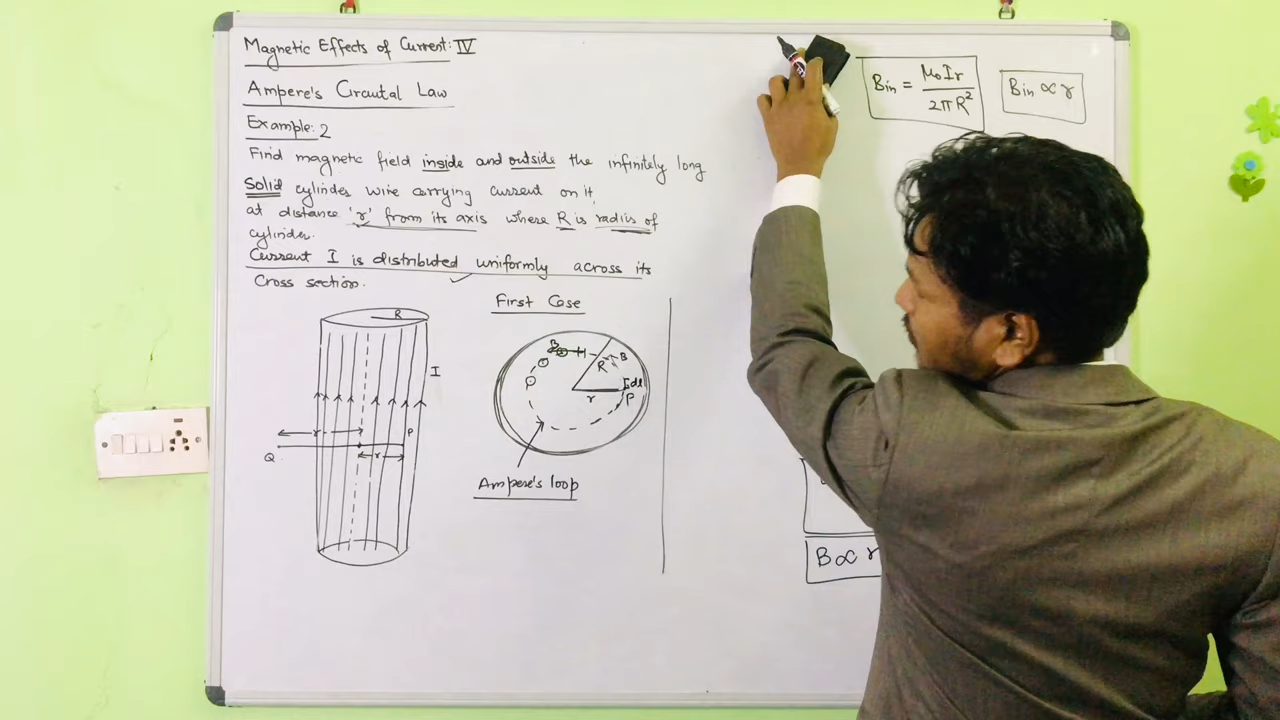 Magnetic Effects of Current: IV
Ampere's Circuital Law
Example: 2
Find magnetic field inside and outside the infinitely long
Solid cylinder wire carrying current on it,
at distance 'r' from its axis where R is radius of
cylinder.
Current I is distributed uniformly across its
Cross section.
First Case
R
I
r
P
Q
r
B
R
B
Idl
r
P
Ampere's loop
Bin = μ₀Ir / 2πR²
Bin ∝ r
B ∝ r